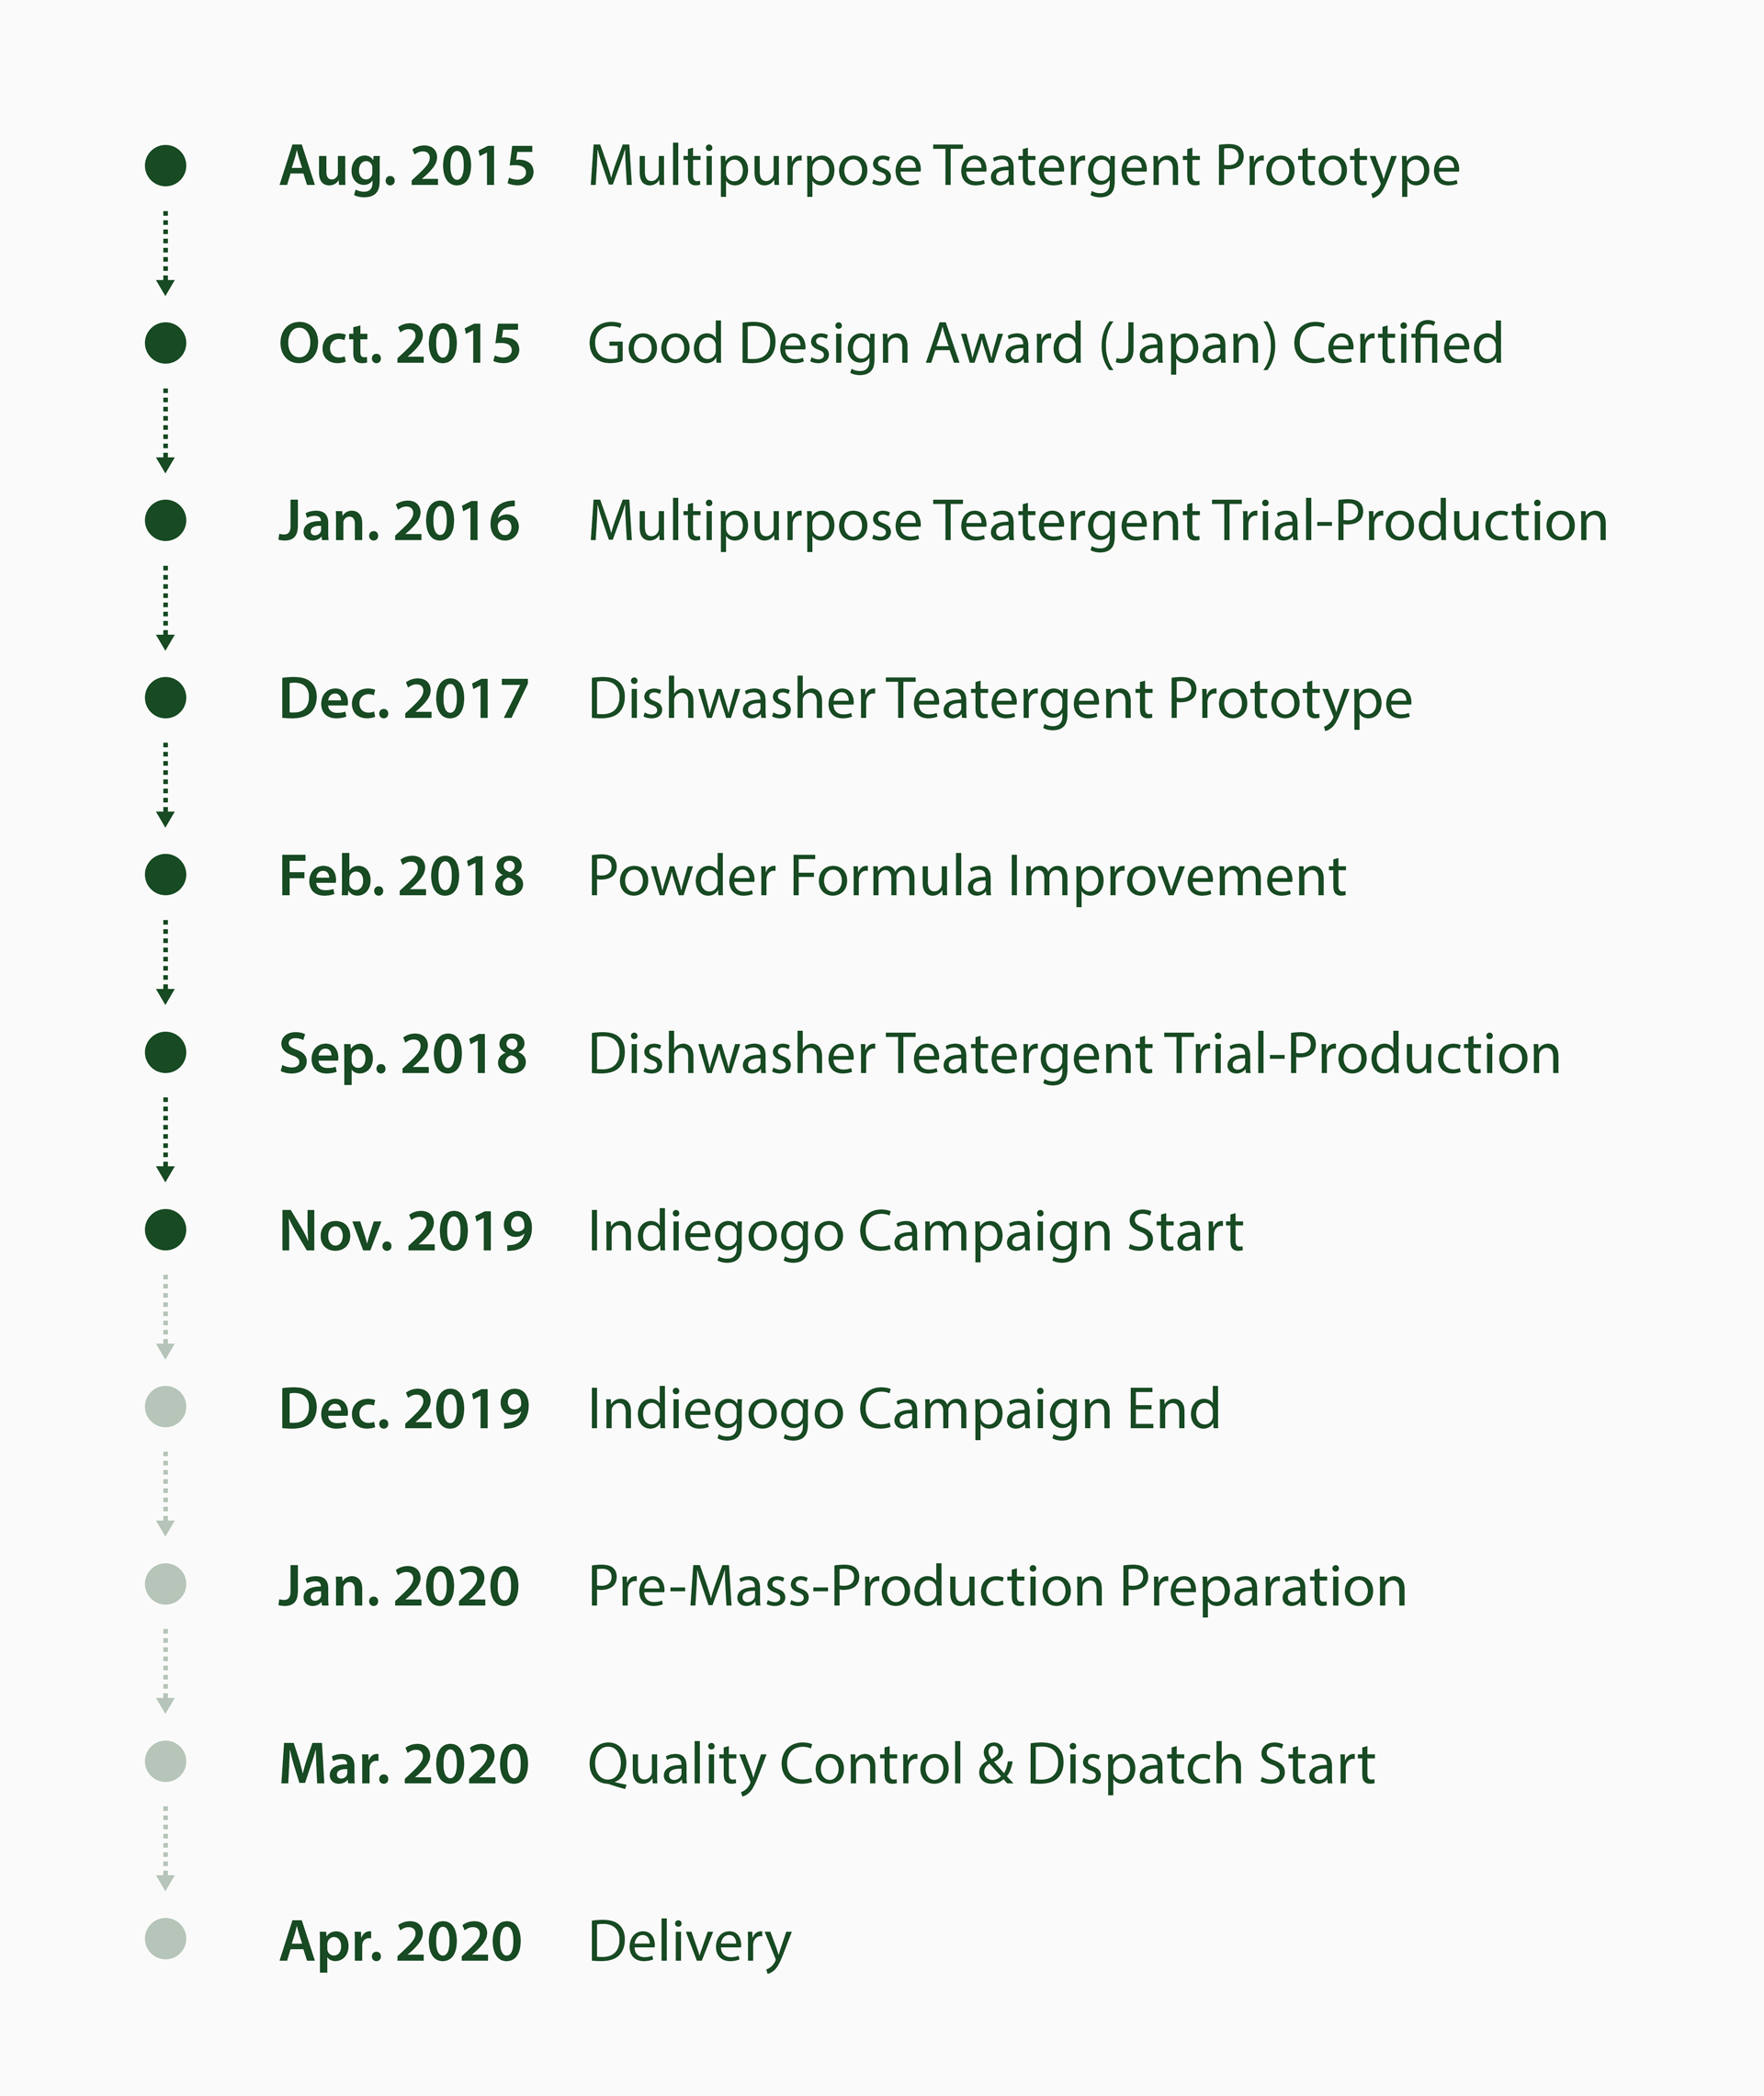 Aug. 2015 Multipurpose Teatergent Prototype
Oct. 2015 Good Design Award (Japan) Certified
Jan. 2016 Multipurpose Teatergent Trial-Production
Dec. 2017 Dishwasher Teatergent Prototype
Feb. 2018 Powder Formula Improvement
Sep. 2018 Dishwasher Teatergent Trial-Production
Nov. 2019 Indiegogo Campaign Start
Dec. 2019 Indiegogo Campaign End
Jan. 2020 Pre-Mass-Production Preparation
Mar. 2020 Quality Control & Dispatch Start
Apr. 2020 Delivery